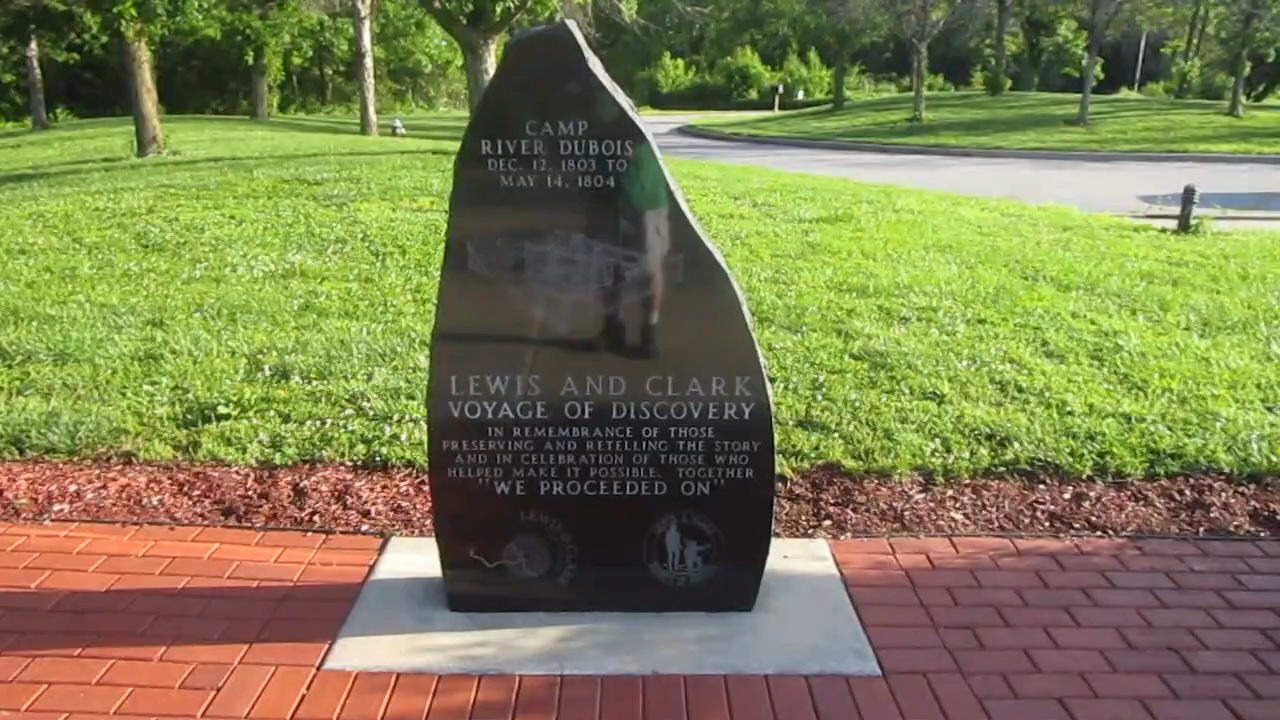 CAMP
RIVER DUBOIS
DEC. 12, 1803 TO
MAY 14, 1804
LEWIS AND CLARK
VOYAGE OF DISCOVERY
IN REMEMBRANCE OF THOSE
PRESERVING AND RETELLING THE STORY
AND IN CELEBRATION OF THOSE WHO
HELPED MAKE IT POSSIBLE. TOGETHER
"WE PROCEEDED ON"
LEWIS & CLARK